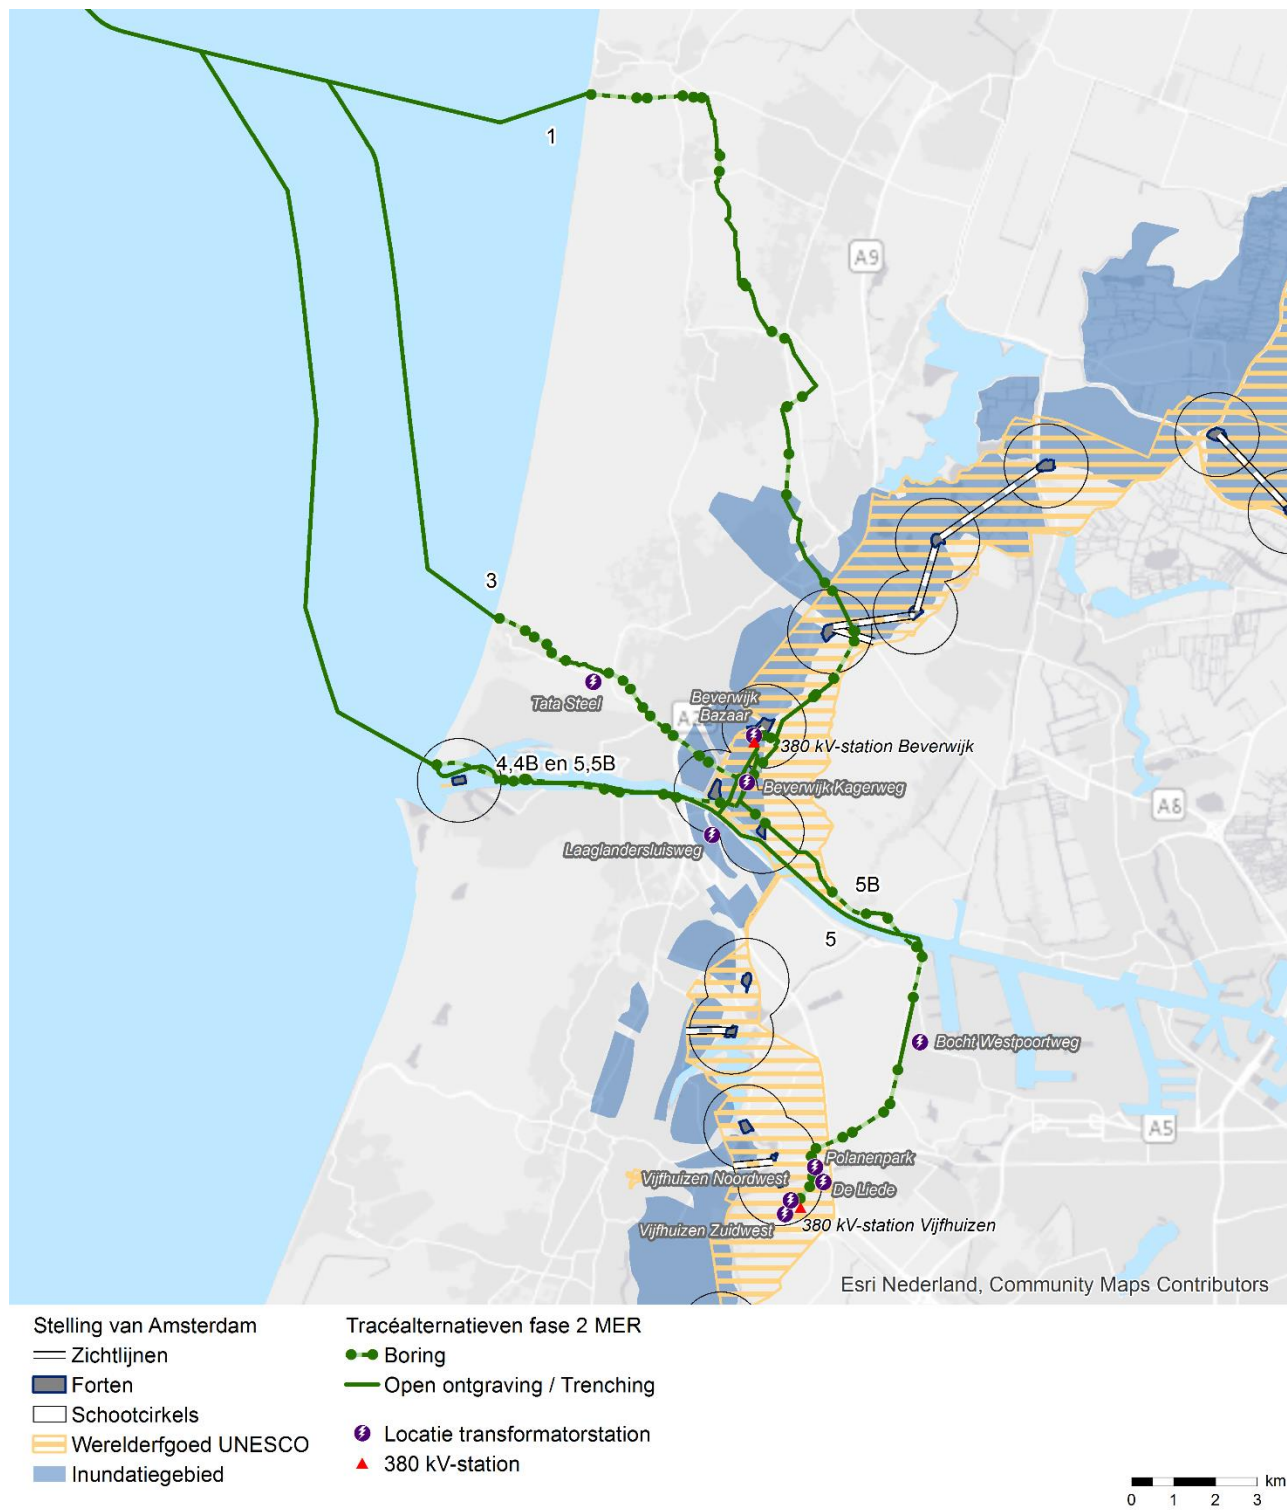 1
A9
3
Tata Steel
Beverwijk
Bazaar
380 kV-station Beverwijk
4,4B en 5,5B
Beverwijk Kagerweg
A8
Laaglandersluisweg
5B
5
Bocht Westpoortweg
A5
Polanenpark
Vijfhuizen Noordwest
De Liede
Vijfhuizen Zuidwest
380 kV-station Vijfhuizen
Esri Nederland, Community Maps Contributors
Stelling van Amsterdam
Zichtlijnen
Forten
Schootcirkels
Werelderfgoed UNESCO
Inundatiegebied
Tracéalternatieven fase 2 MER
Boring
Open ontgraving / Trenching
Locatie transformatorstation
380 kV-station
km
0 1 2 3